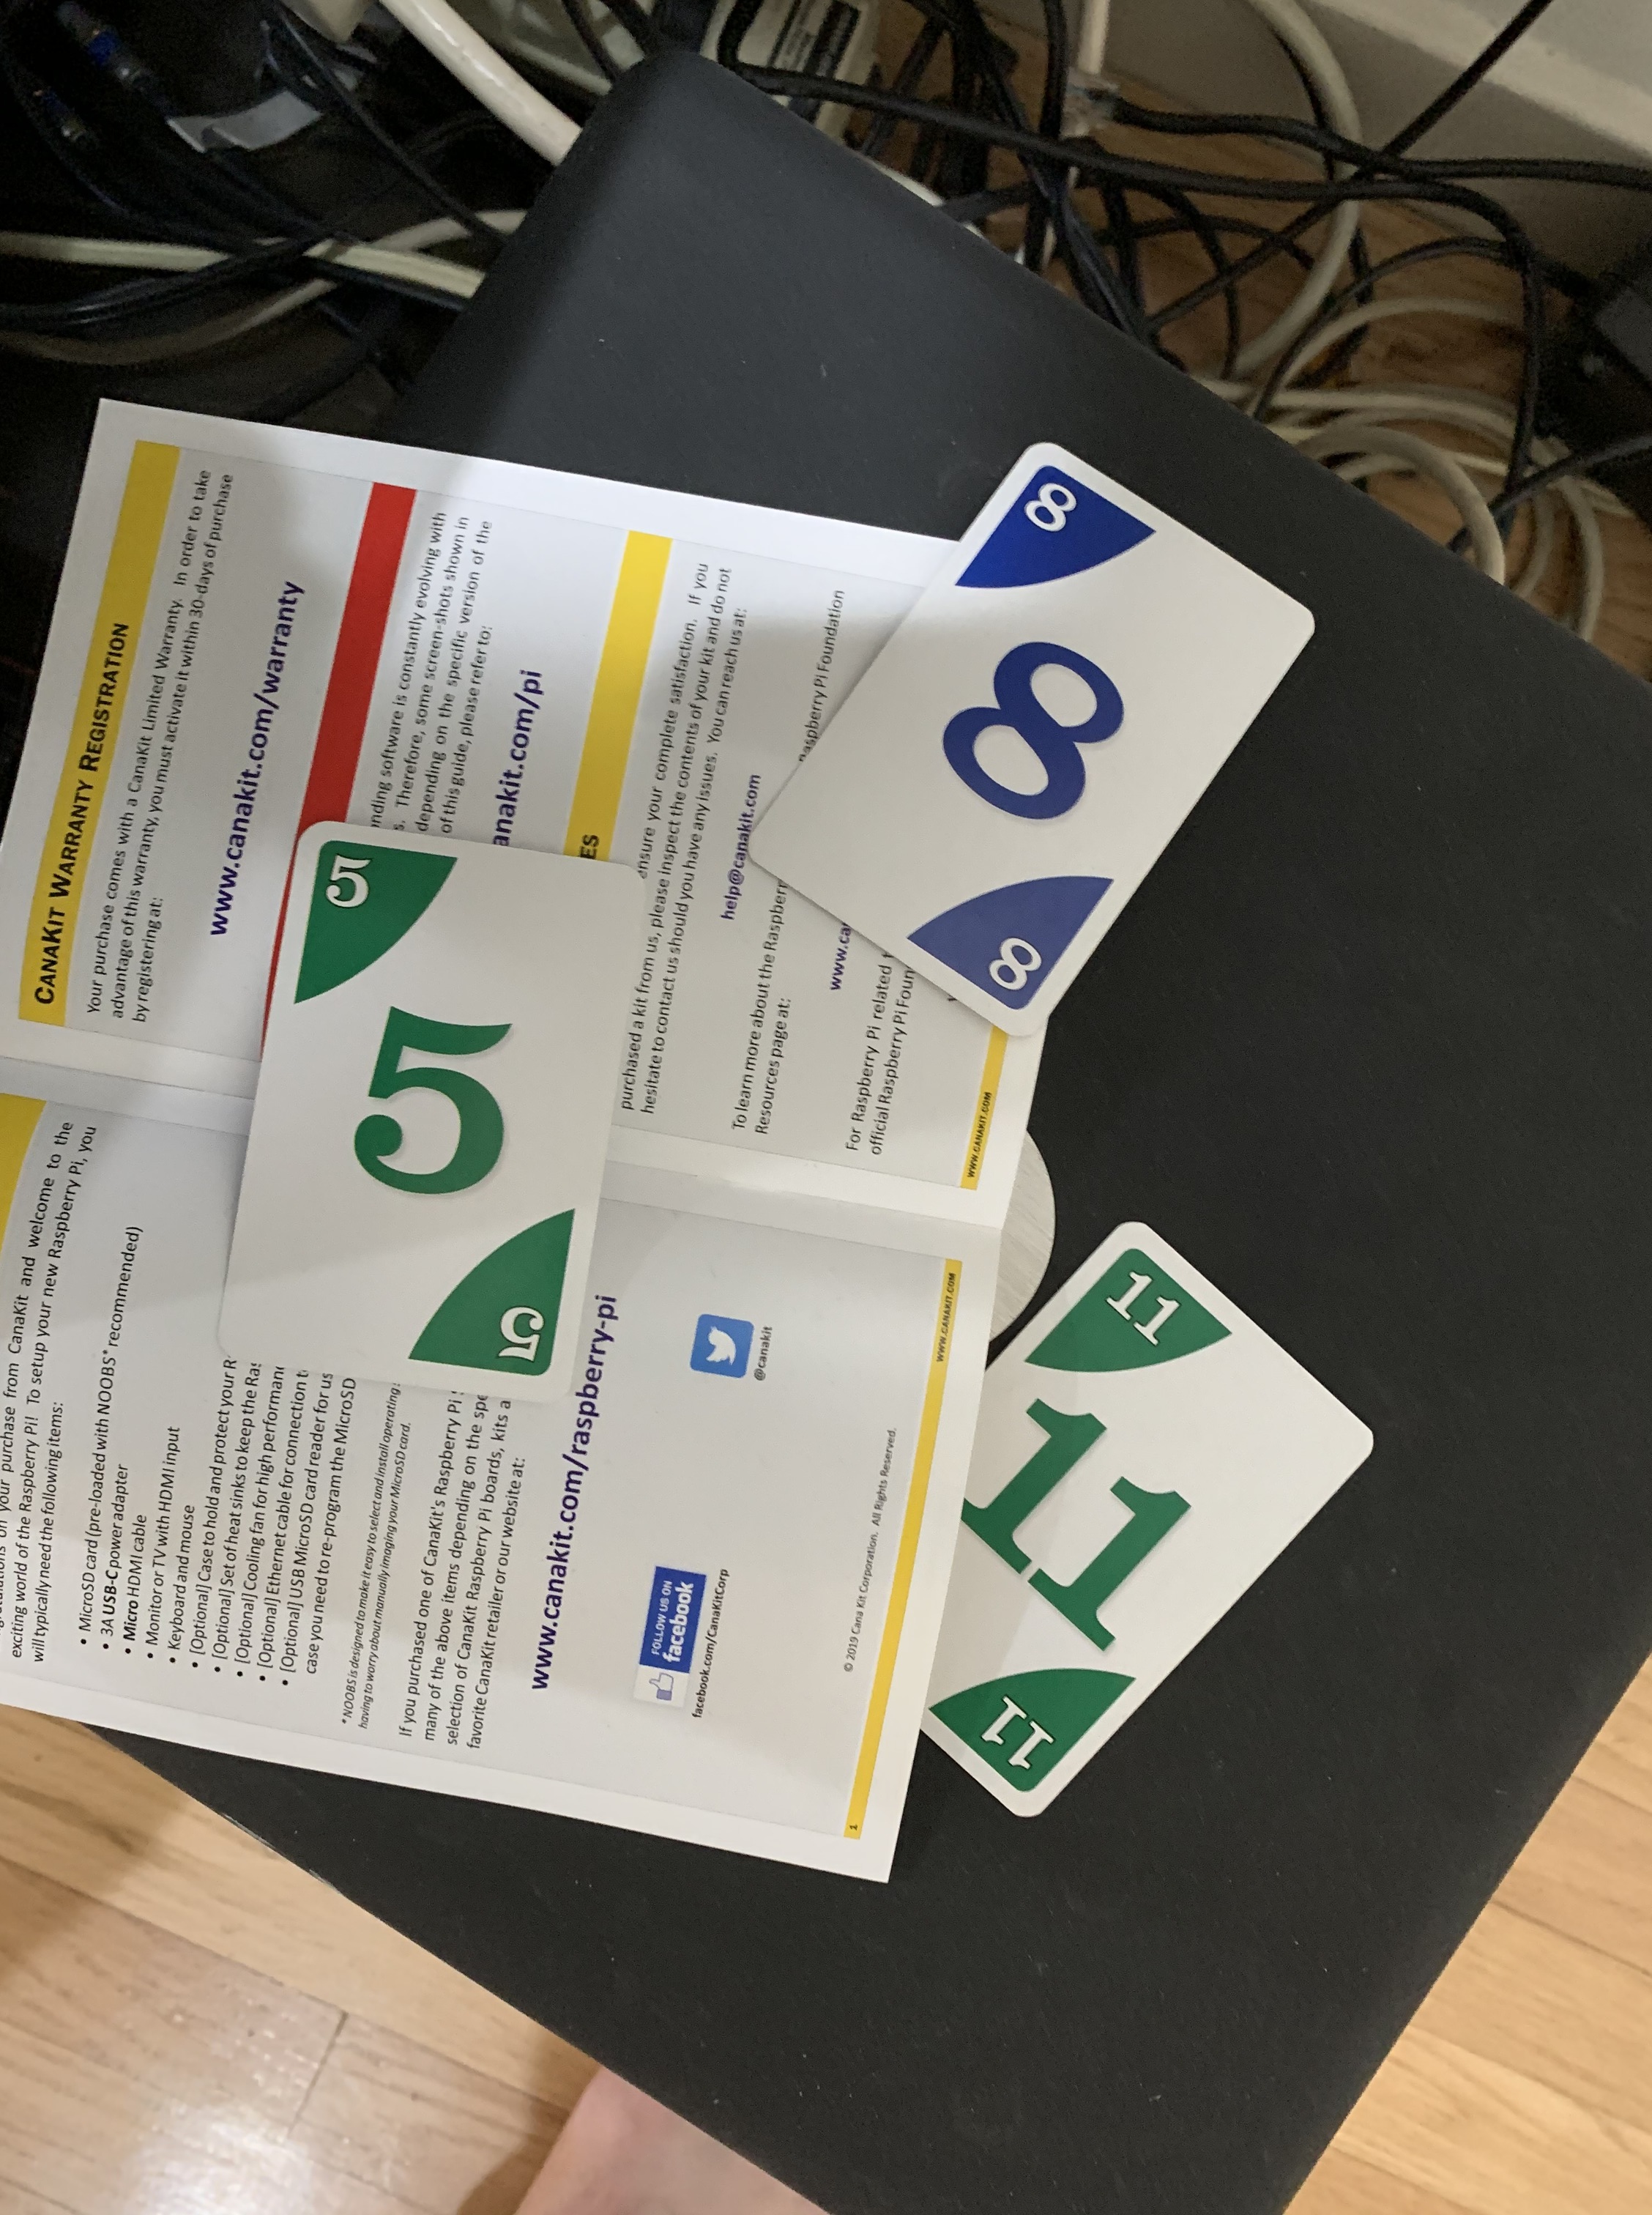 CANAKIT WARRANTY REGISTRATION
Your purchase comes with a CanaKit Limited Warranty. In order to take
advantage of this warranty, you must activate it within 30-days of purchase
by registering at:
www.canakit.com/warranty
nding software is constantly evolving with
s. Therefore, some screen-shots shown in
depending on the specific version of the
of this guide, please refer to:
anakit.com/pi
ES
ensure your complete satisfaction. If you
purchased a kit from us, please inspect the contents of your kit and do not
hesitate to contact us should you have any issues. You can reach us at:
help@canakit.com
To learn more about the Raspberr
Resources page at:
www.ca
For Raspberry Pi related
Raspberry Pi Foundation
official Raspberry Pi Foun
WWW.CANAKIT.COM
your purchase from CanaKit and welcome to the
exciting world of the Raspberry Pi! To setup your new Raspberry Pi, you
will typically need the following items:
• MicroSD card (pre-loaded with NOOBS* recommended)
• 3A USB-C power adapter
• Micro HDMI cable
• Monitor or TV with HDMI input
• Keyboard and mouse
• [Optional] Case to hold and protect your R
• [Optional] Set of heat sinks to keep the Ras
• [Optional] Cooling fan for high performan
• [Optional] Ethernet cable for connection t
• [Optional] USB MicroSD card reader for us
case you need to re-program the MicroSD
*NOOBS is designed to make it easy to select and install operating
having to worry about manually imaging your MicroSD card.
If you purchased one of CanaKit's Raspberry Pi
many of the above items depending on the spe
selection of CanaKit Raspberry Pi boards, kits a
favorite CanaKit retailer or our website at:
www.canakit.com/raspberry-pi
FOLLOW US ON
facebook
facebook.com/CanaKitCorp
@canakit
© 2019 Cana Kit Corporation. All Rights Reserved.
1
WWW.CANAKIT.COM
5
5
5
8
8
8
11
11
11